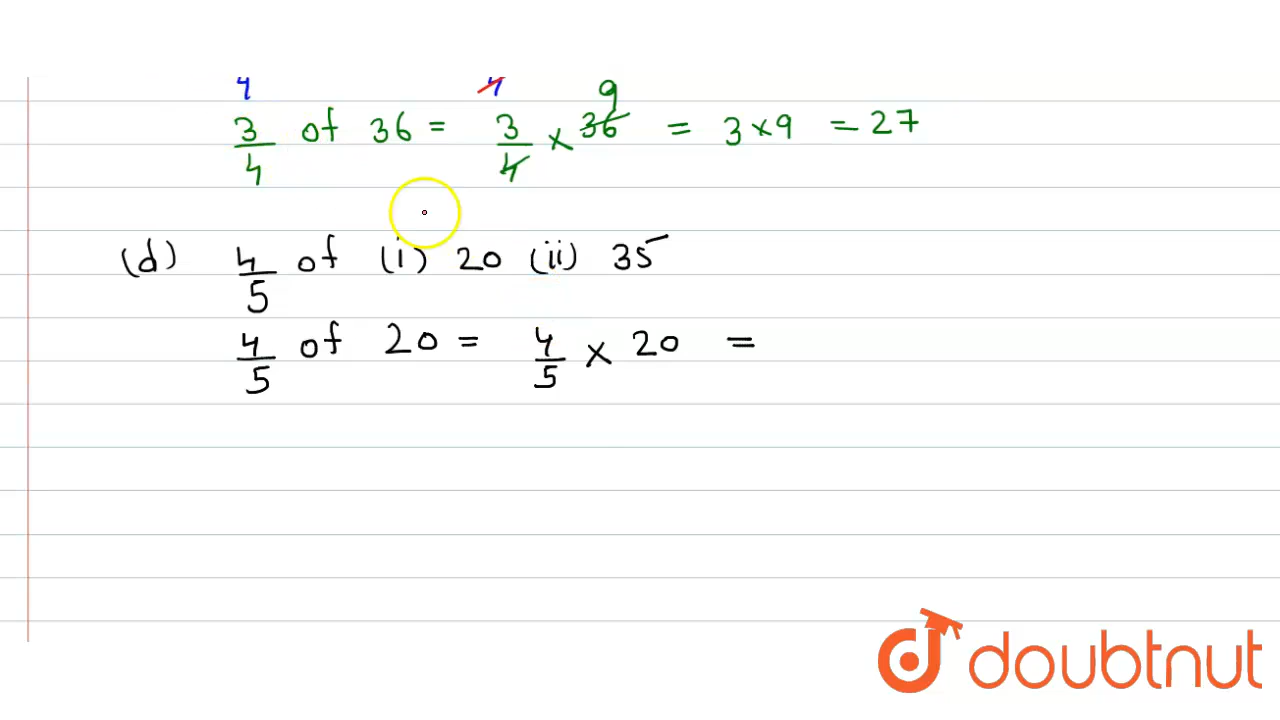 4 4 9
3/4 of 36 = 3/4 × 36 = 3×9 = 27
(d) 4/5 of (i) 20 (ii) 35
4/5 of 20 = 4/5 × 20 =
doubtnut